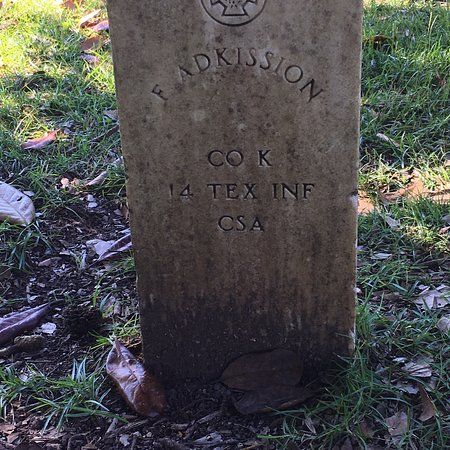 F ADKISSION
CO K
14 TEX INF
CSA